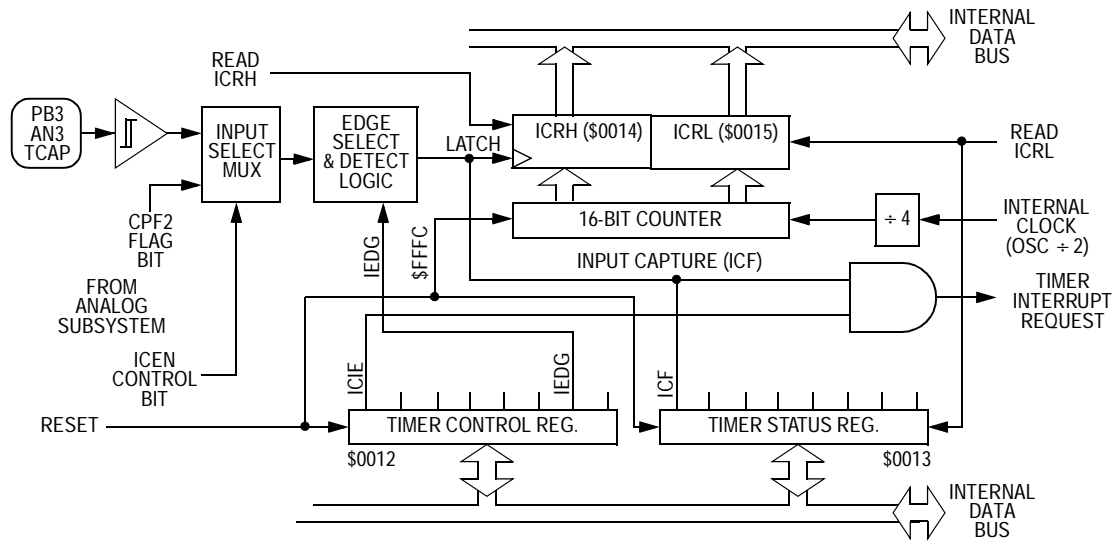 INTERNAL
DATA
BUS
READ
ICRH
PB3
AN3
TCAP
INPUT
SELECT
MUX
EDGE
SELECT
& DETECT
LOGIC
LATCH
ICRH ($0014)
ICRL ($0015)
READ
ICRL
CPF2
FLAG
BIT
16-BIT COUNTER
÷ 4
INTERNAL
CLOCK
(OSC ÷ 2)
IEDG
$FFFC
INPUT CAPTURE (ICF)
FROM
ANALOG
SUBSYSTEM
TIMER
INTERRUPT
REQUEST
ICEN
CONTROL
BIT
ICIE
IEDG
ICF
RESET
TIMER CONTROL REG.
TIMER STATUS REG.
$0012
$0013
INTERNAL
DATA
BUS